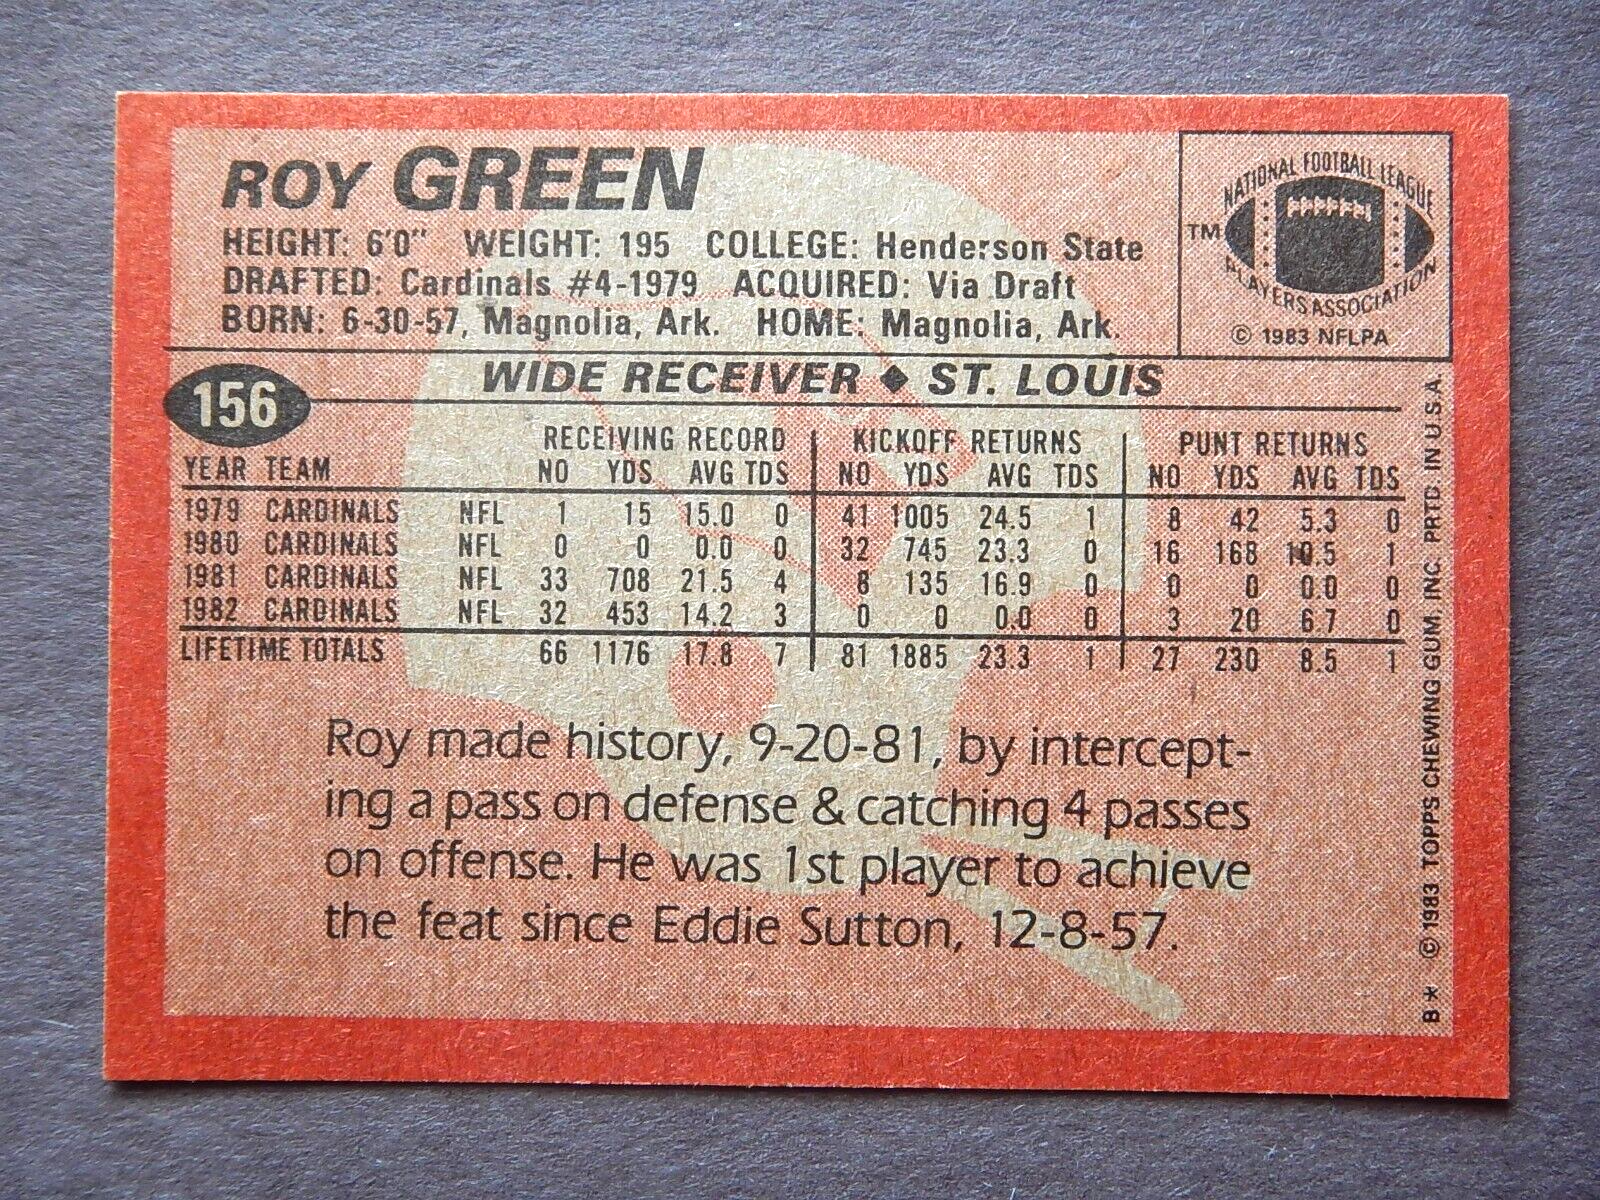 ROY GREEN
HEIGHT: 6'0" WEIGHT: 195 COLLEGE: Henderson State
DRAFTED: Cardinals #4-1979 ACQUIRED: Via Draft
BORN: 6-30-57, Magnolia, Ark. HOME: Magnolia, Ark.
NATIONAL FOOTBALL LEAGUE
TM
PLAYERS ASSOCIATION
© 1983 NFLPA
156
WIDE RECEIVER ◆ ST. LOUIS
RECEIVING RECORD KICKOFF RETURNS PUNT RETURNS
YEAR TEAM NO YDS AVG TDS NO YDS AVG TDS NO YDS AVG TDS
1979 CARDINALS NFL 1 15 15.0 0 41 1005 24.5 1 8 42 5.3 0
1980 CARDINALS NFL 0 0 0.0 0 32 745 23.3 0 16 168 10.5 1
1981 CARDINALS NFL 33 708 21.5 4 8 135 16.9 0 0 0 0.0 0
1982 CARDINALS NFL 32 453 14.2 3 0 0 0.0 0 3 20 6.7 0
LIFETIME TOTALS 66 1176 17.8 7 81 1885 23.3 1 27 230 8.5 1
Roy made history, 9-20-81, by intercept-
ing a pass on defense & catching 4 passes
on offense. He was 1st player to achieve
the feat since Eddie Sutton, 12-8-57.
B* © 1983 TOPPS CHEWING GUM, INC. PRTD. IN U.S.A.